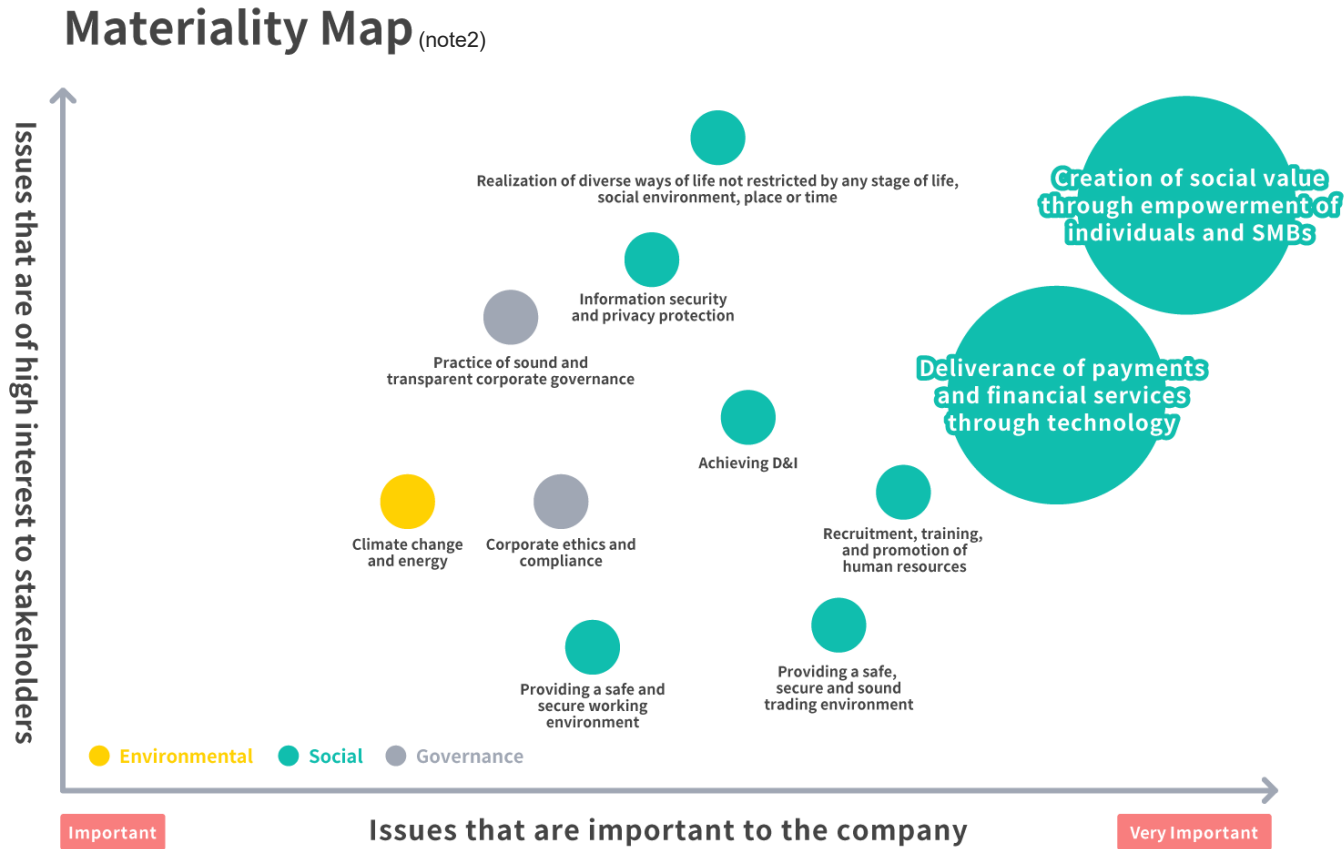 Materiality Map (note2)
Issues that are of high interest to stakeholders
Realization of diverse ways of life not restricted by any stage of life,
social environment, place or time
Creation of social value
through empowerment of
individuals and SMBs
Information security
and privacy protection
Practice of sound and
transparent corporate governance
Deliverance of payments
and financial services
through technology
Achieving D&I
Climate change
and energy
Corporate ethics and
compliance
Recruitment, training,
and promotion of
human resources
Providing a safe and
secure working
environment
Providing a safe,
secure and sound
trading environment
Environmental
Social
Governance
Important
Issues that are important to the company
Very Important